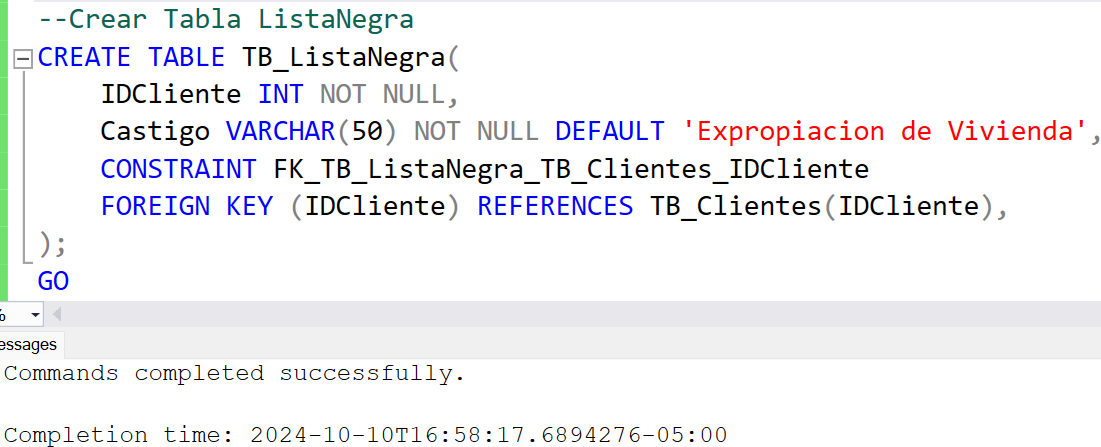 --Crear Tabla ListaNegra
CREATE TABLE TB_ListaNegra(
IDCliente INT NOT NULL,
Castigo VARCHAR(50) NOT NULL DEFAULT 'Expropiacion de Vivienda',
CONSTRAINT FK_TB_ListaNegra_TB_Clientes_IDCliente
FOREIGN KEY (IDCliente) REFERENCES TB_Clientes(IDCliente),
);
GO
%
essages
Commands completed successfully.
Completion time: 2024-10-10T16:58:17.6894276-05:00